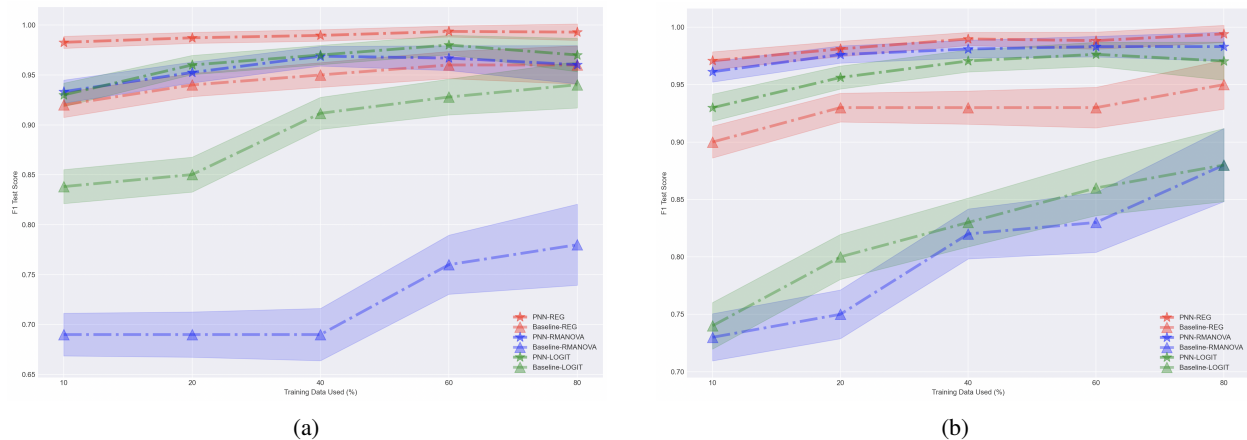 1.00
0.95
0.90
0.85
0.80
0.75
0.70
0.65
F1 Test Score
10
20
40
60
80
Training Data Used (%)
PNN-REG
Baseline-REG
PNN-RMANOVA
Baseline-RMANOVA
PNN-LOGIT
Baseline-LOGIT
(a)
1.00
0.95
0.90
0.85
0.80
0.75
0.70
F1 Test Score
10
20
40
60
80
Training Data Used (%)
PNN-REG
Baseline-REG
PNN-RMANOVA
Baseline-RMANOVA
PNN-LOGIT
Baseline-LOGIT
(b)